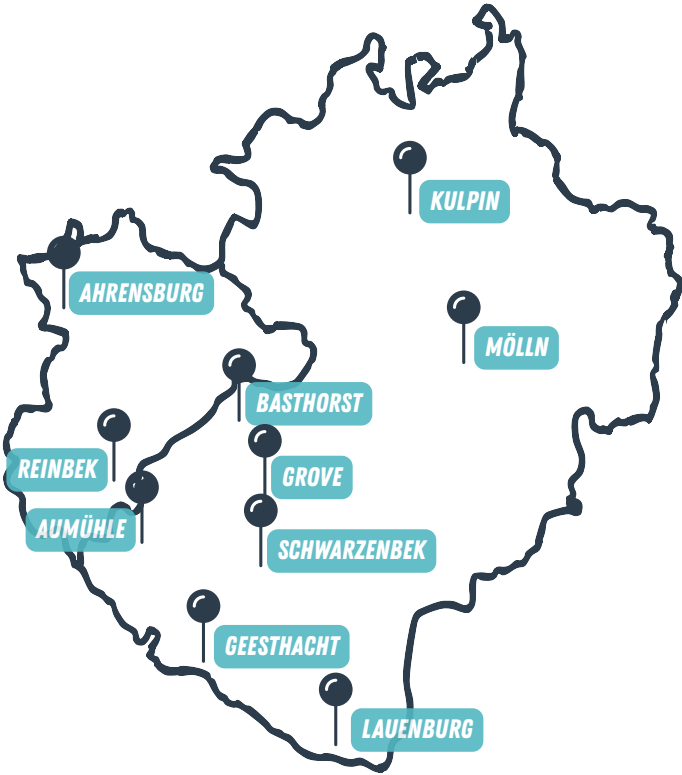 KULPIN
AHRENSBURG
MÖLLN
BASTHORST
REINBEK
GROVE
AUMÜHLE
SCHWARZENBEK
GEESTHACHT
LAUENBURG